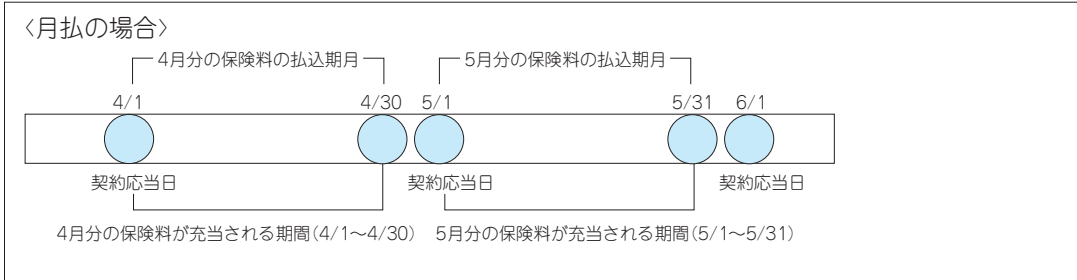 〈月払の場合〉
4月分の保険料の払込期月 5月分の保険料の払込期月
4/1 4/30 5/1 5/31 6/1
契約応当日 契約応当日 契約応当日
4月分の保険料が充当される期間(4/1〜4/30) 5月分の保険料が充当される期間(5/1〜5/31)